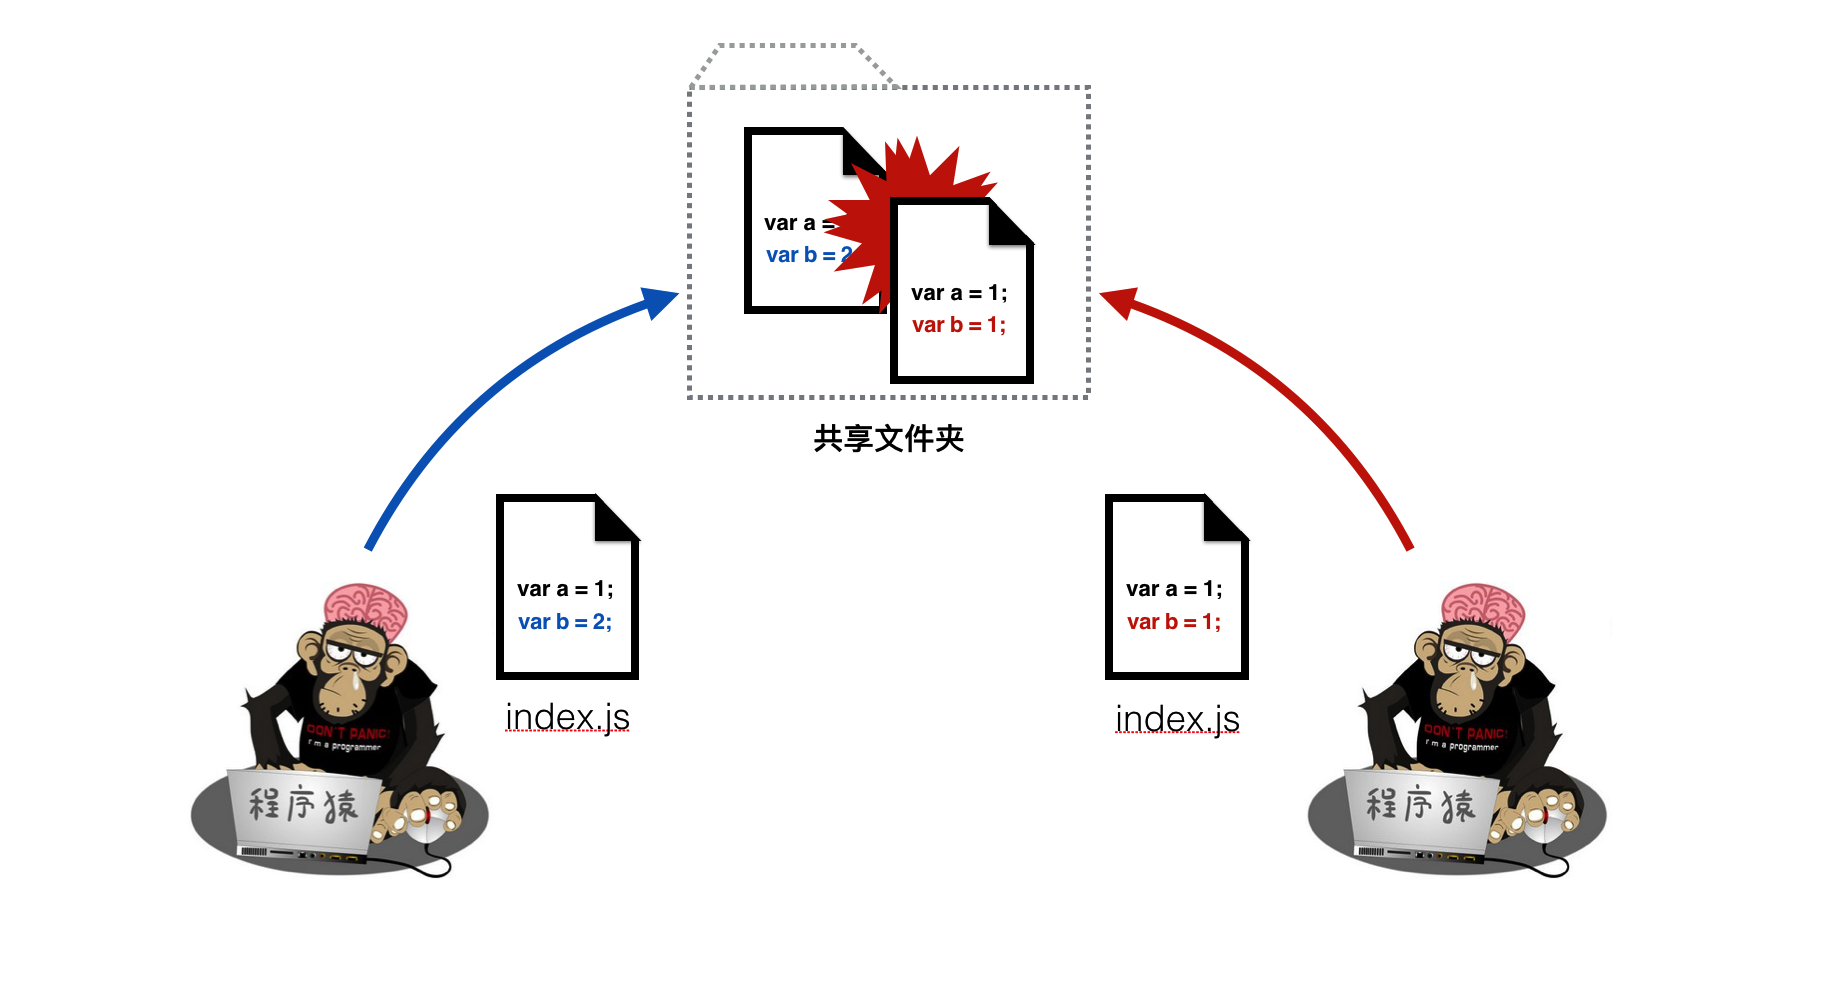 var a =
var b = 2
var a = 1;
var b = 1;
共享文件夹
var a = 1;
var b = 2;
index.js
var a = 1;
var b = 1;
index.js
DON'T PANIC!
I'm a programmer
程序猿
DON'T PANIC!
I'm a programmer
程序猿